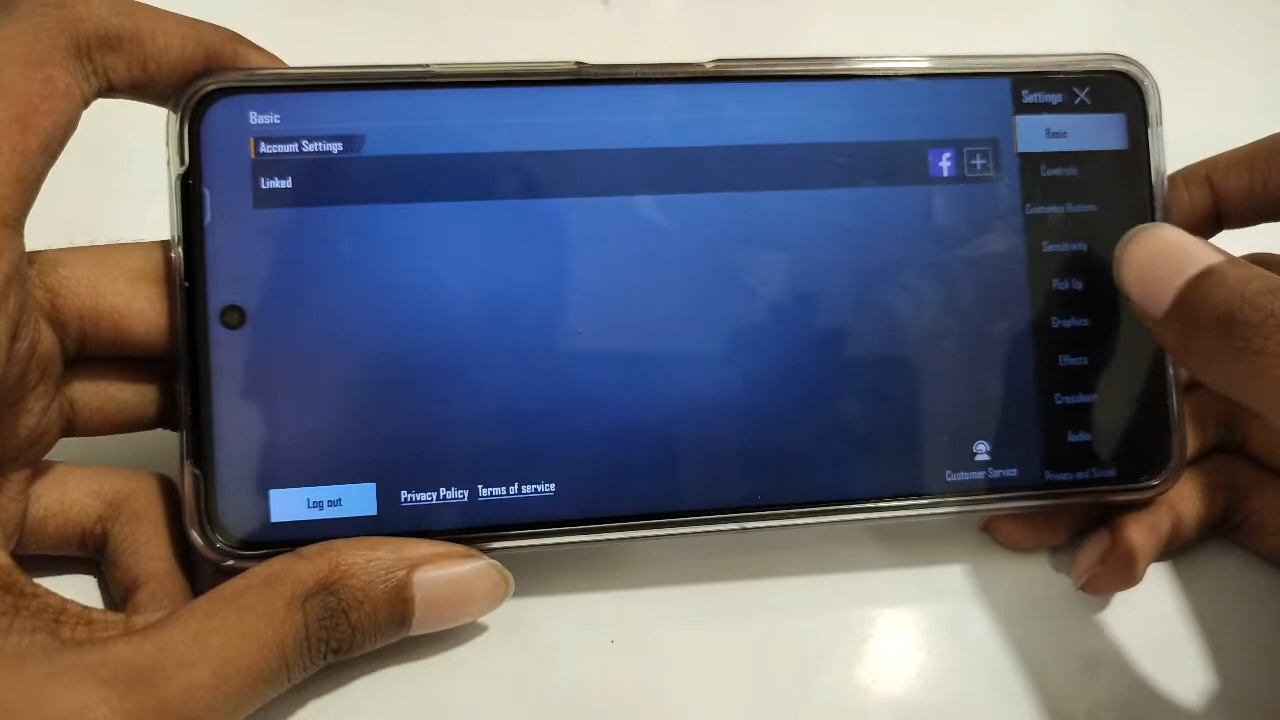 Basic
Account Settings
Linked
Log out
Privacy Policy
Terms of service
Customer Service
Settings
Basic
Controls
Customize Buttons
Sensitivity
Pick Up
Graphics
Effects
Crosshair
Audio
Privacy and Social